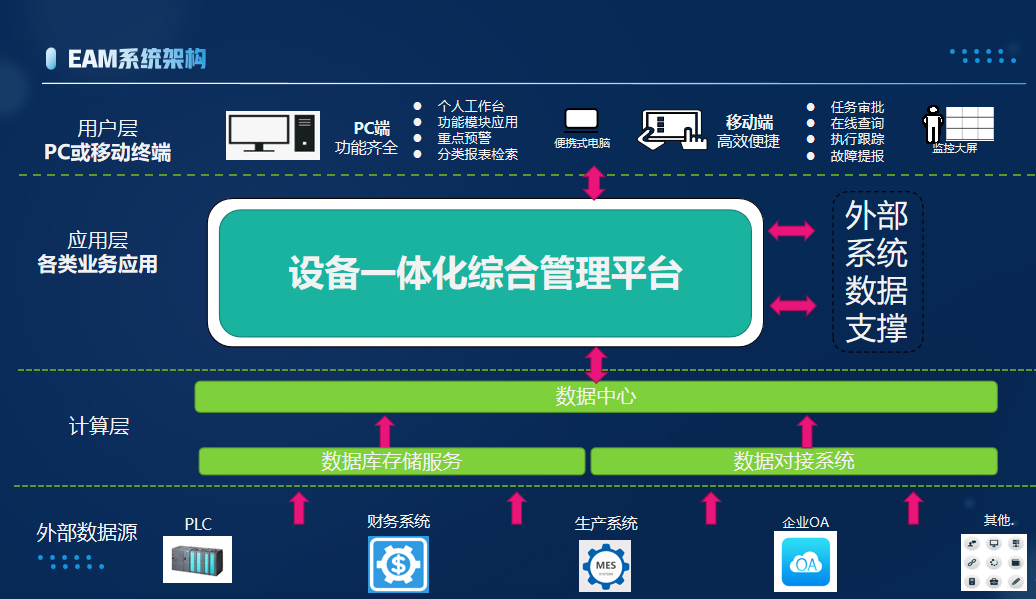 EAM系统架构
用户层
PC或移动终端
PC端
功能齐全
个人工作台
功能模块应用
重点预警
分类报表检索
便携式电脑
移动端
高效便捷
任务审批
在线查询
执行跟踪
故障提报
监控大屏
应用层
各类业务应用
设备一体化综合管理平台
外部
系统
数据
支撑
计算层
数据中心
数据库存储服务
数据对接系统
外部数据源
PLC
财务系统
生产系统
MES
企业OA
OA
其他.